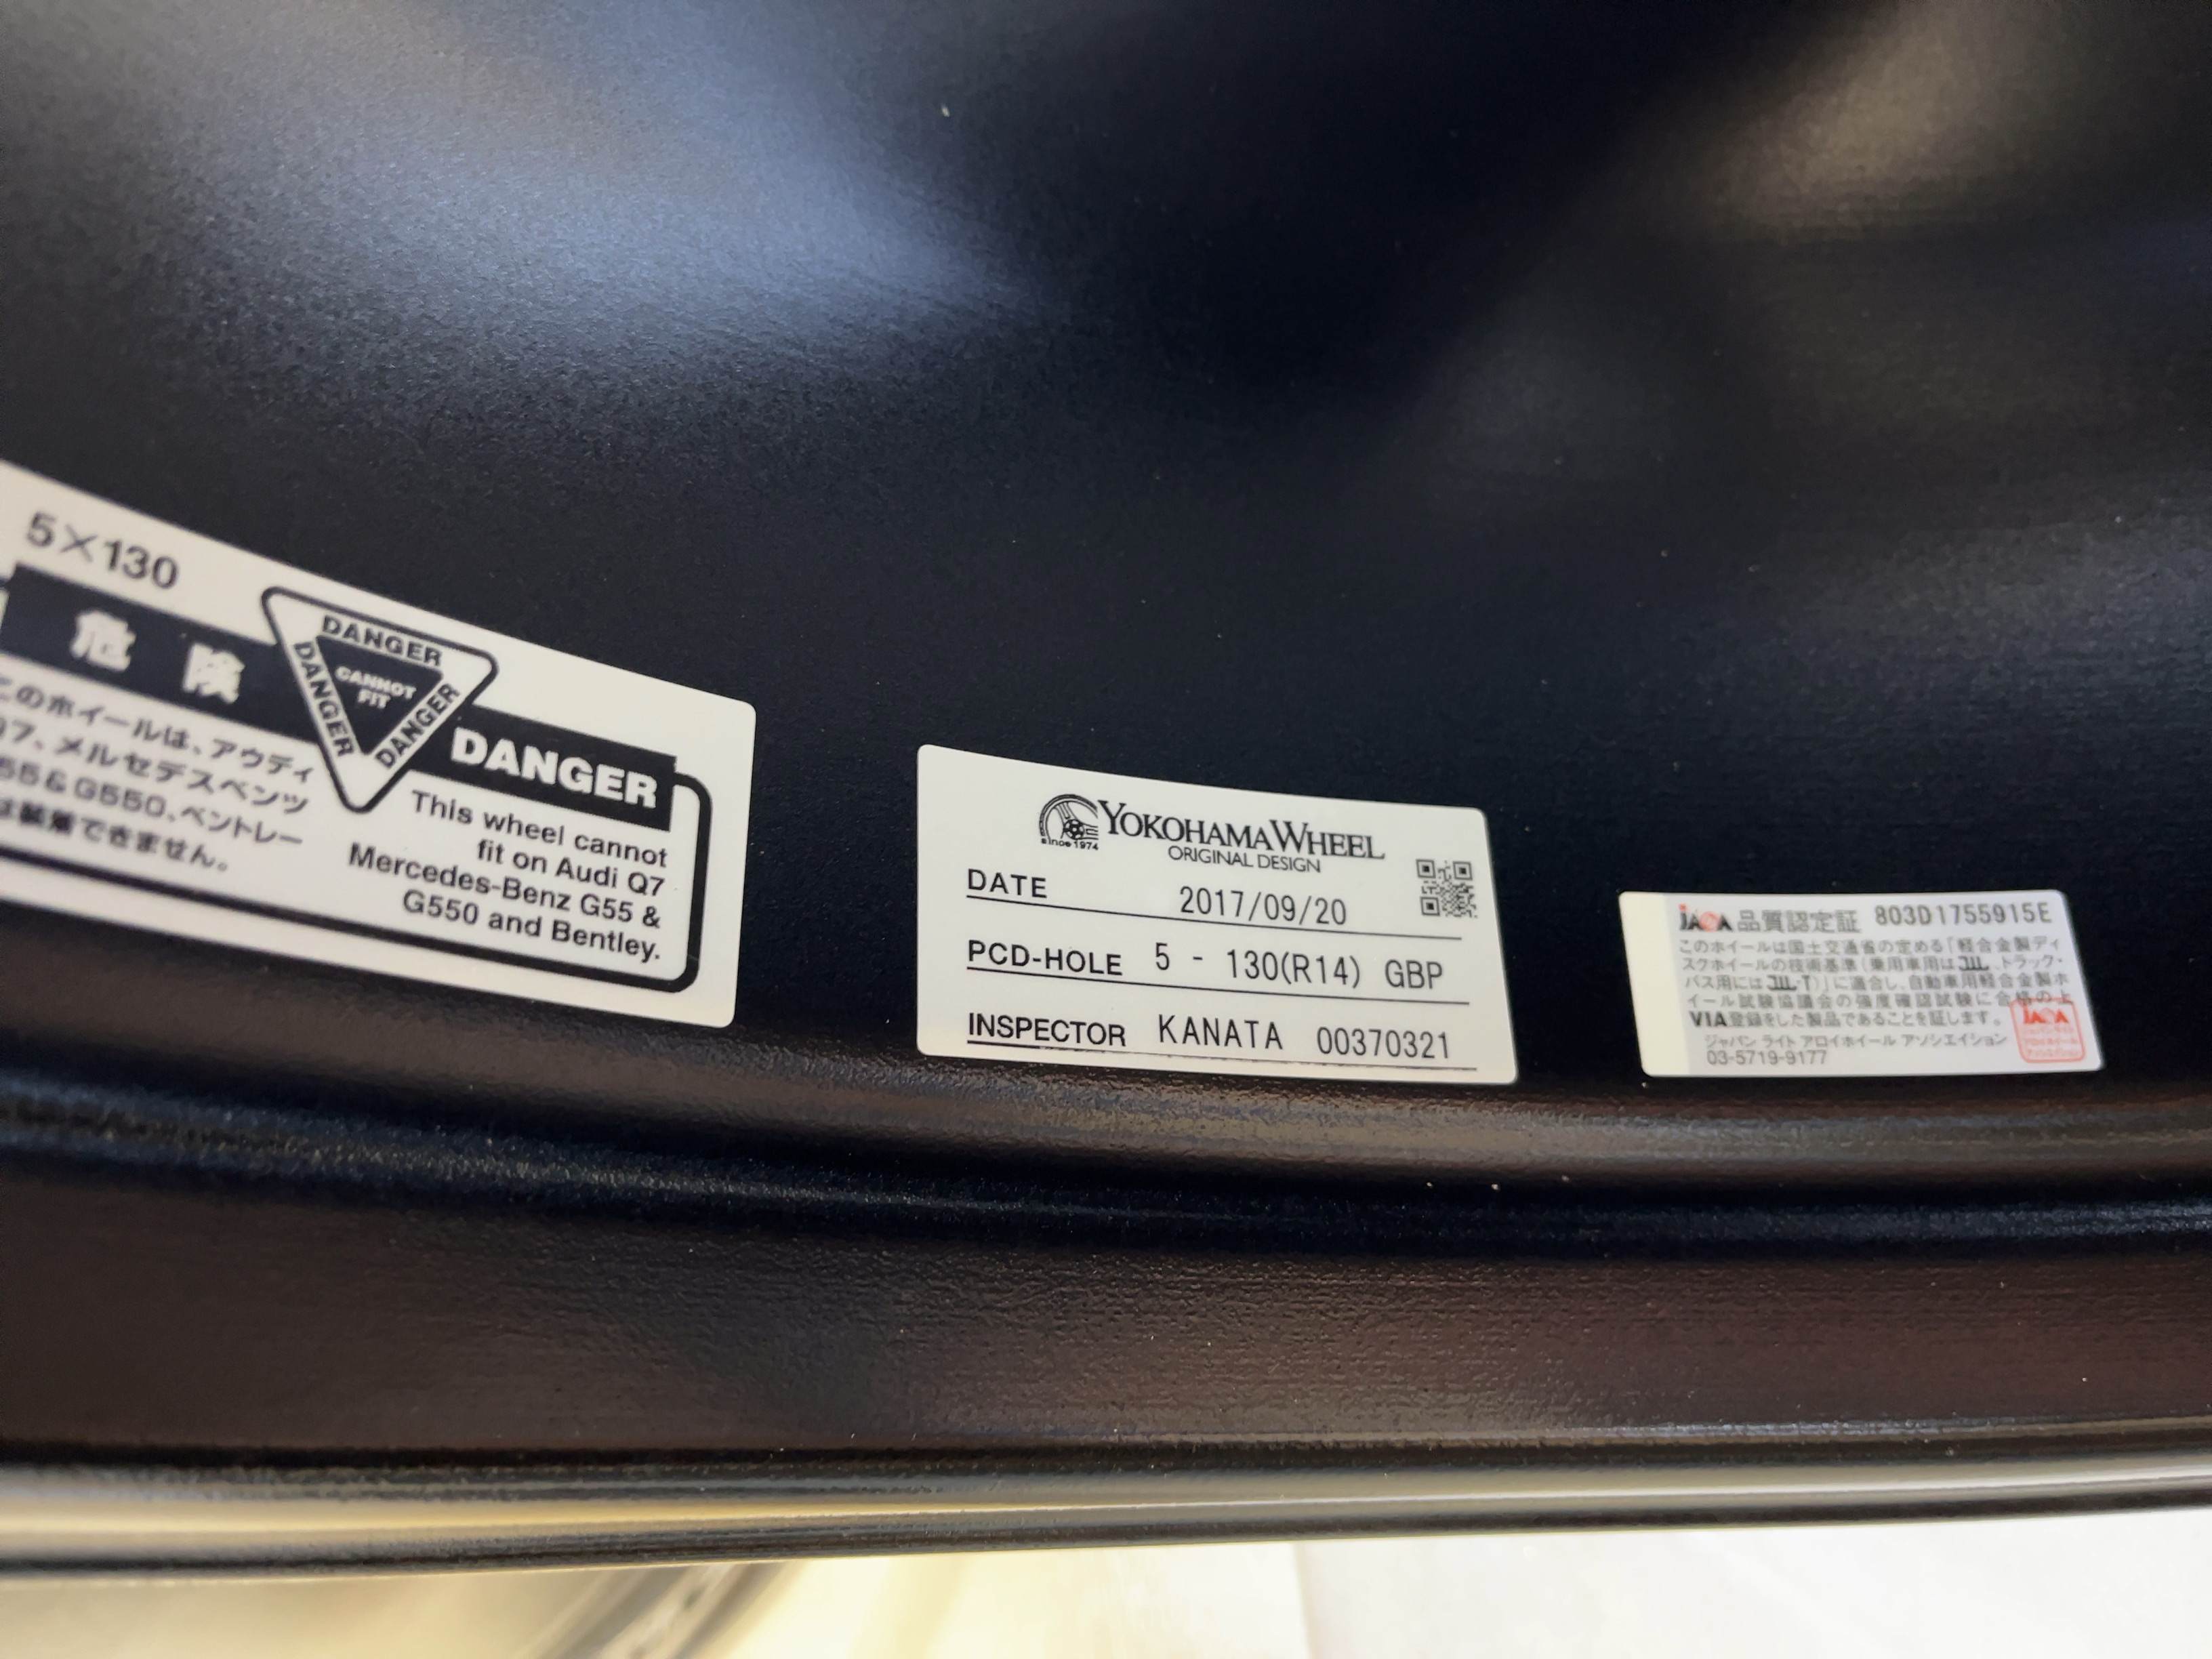 5×130
危険
DANGER
DANGER
DANGER
CANNOT
FIT
このホイールは、アウディ
Q7、メルセデスベンツ
G550、ベントレー
は装着できません。
DANGER
This wheel cannot
fit on Audi Q7
Mercedes-Benz G55 &
G550 and Bentley.
since 1974
YOKOHAMA WHEEL
ORIGINAL DESIGN
DATE 2017/09/20
PCD-HOLE 5 - 130(R14) GBP
INSPECTOR KANATA 00370321
JAWA 品質認定証 803D1755915E
このホイールは国土交通省の定める「軽合金製ディ
スクホイールの技術基準(乗用車用はJWL、トラック・
バス用にはJWL-T)」に適合し、自動車用軽合金製ホ
イール試験協議会の強度確認試験に合格の上
VIA登録をした製品であることを証します。
ジャパン ライト アロイホイール アソシエイション
03-5719-9177
JAWA